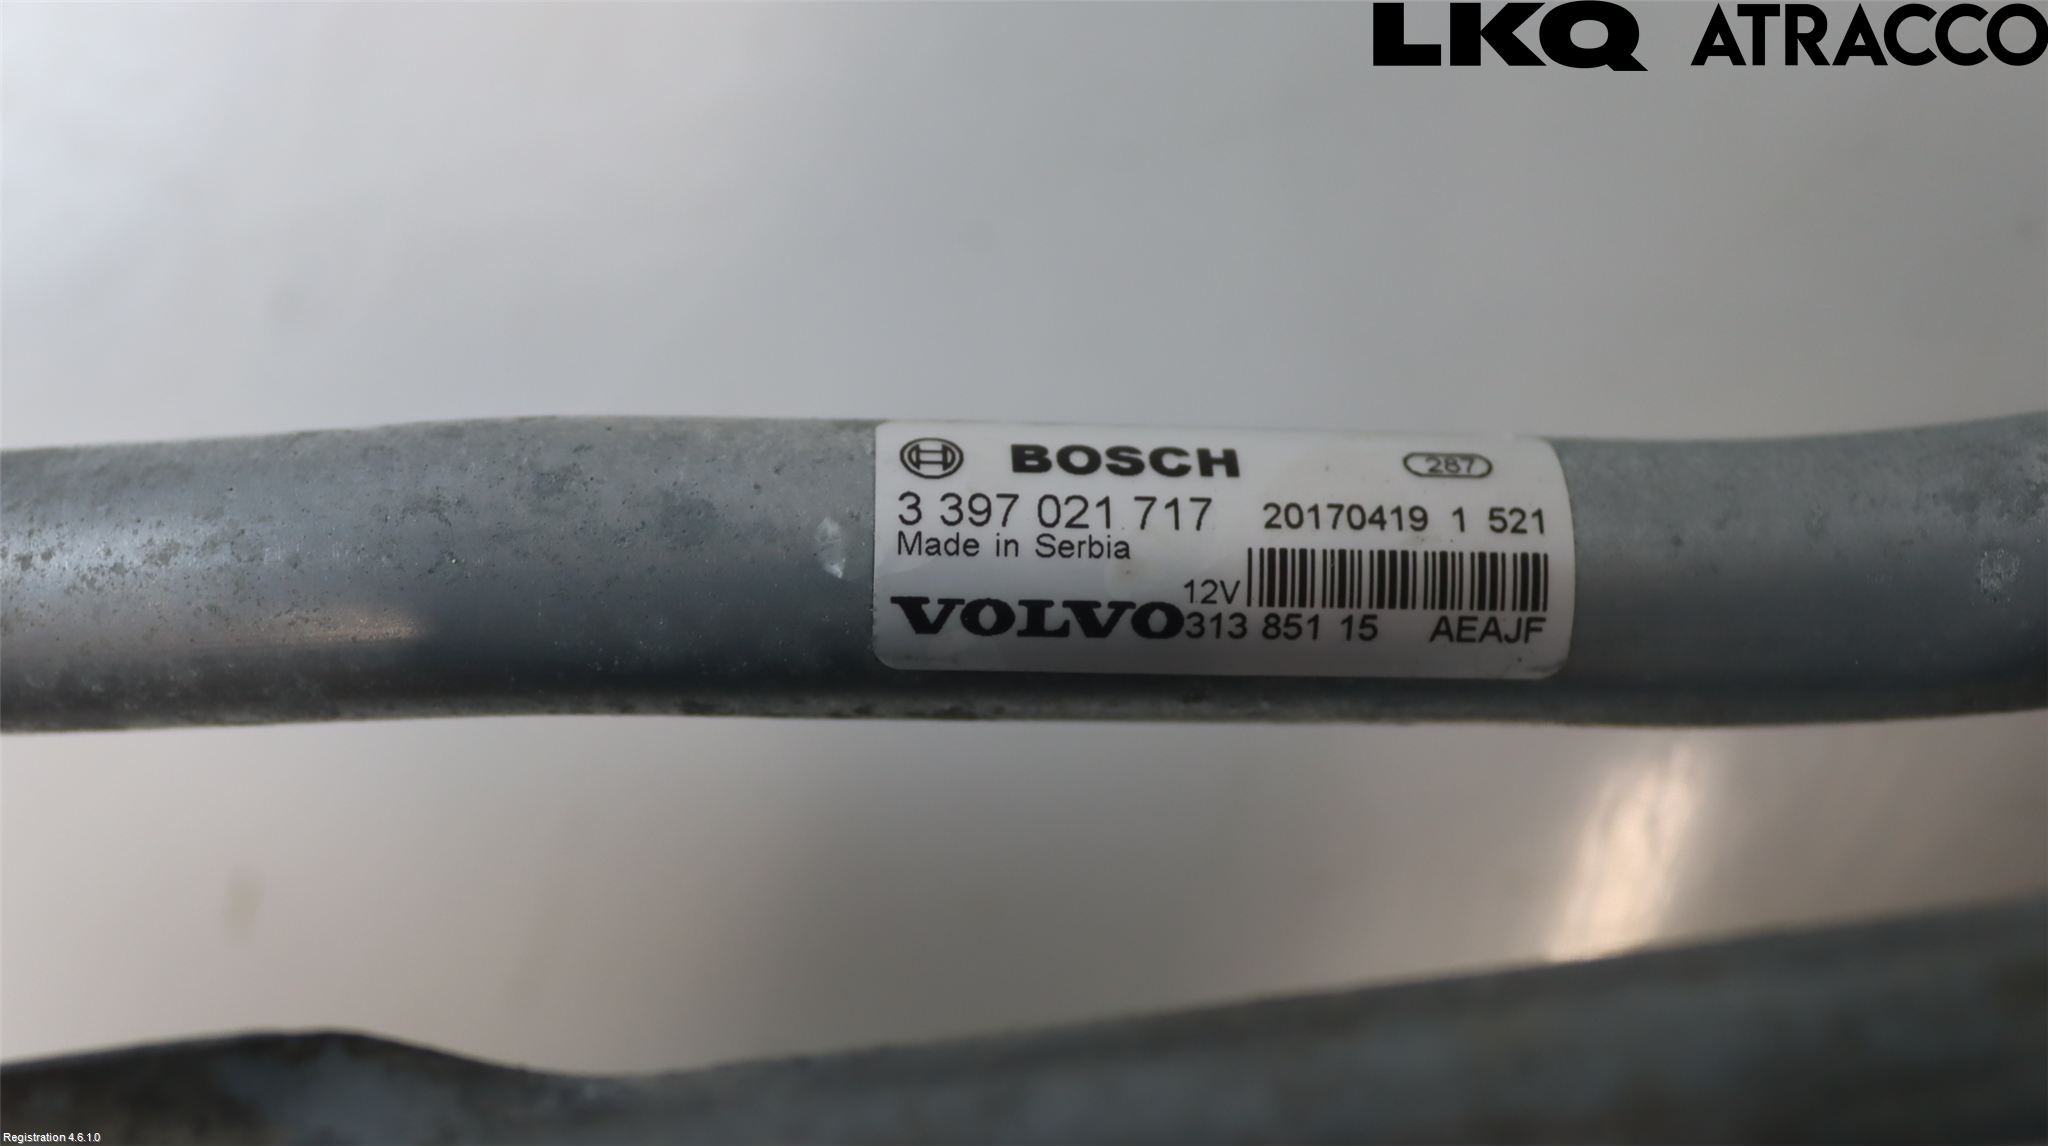 LKQ ATRACCO
BOSCH 287
3 397 021 717 20170419 1 521
Made in Serbia
12V
VOLVO 313 851 15 AEAJF
Registration 4.6.1.0